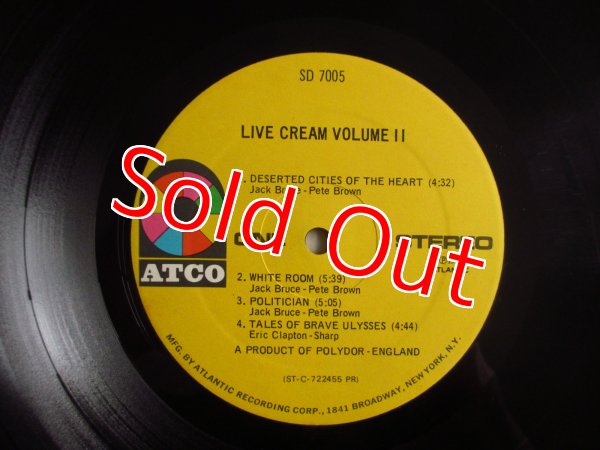 SD 7005
LIVE CREAM VOLUME II
1. DESERTED CITIES OF THE HEART (4:32)
Jack Bruce - Pete Brown
Sold Out
STEREO
ATCO
2. WHITE ROOM (5:39)
Jack Bruce - Pete Brown
3. POLITICIAN (5:05)
Jack Bruce - Pete Brown
4. TALES OF BRAVE ULYSSES (4:44)
Eric Clapton - Sharp
A PRODUCT OF POLYDOR - ENGLAND
(ST-C-722455 PR)
MFG. BY ATLANTIC RECORDING CORP., 1841 BROADWAY, NEW YORK, N.Y.